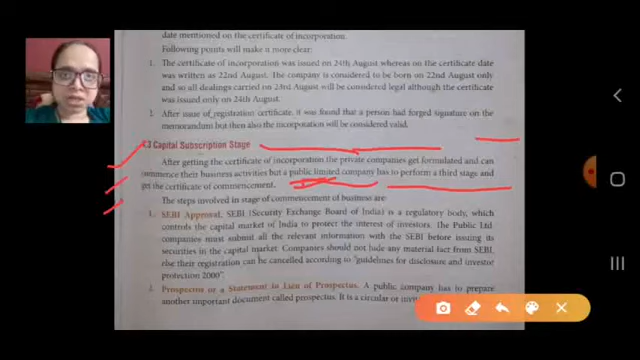 date mentioned on the certificate of incorporation.
Following points will make it more clear:
1. The certificate of incorporation was issued on 24th August whereas on the certificate date
was written as 22nd August. The company is considered to be born on 22nd August only
and so all dealings carried on 23rd August will be considered legal although the certificate
was issued only on 24th August.
2. After issue of registration certificate, it was found that a person had forged signature on the
memorandum but then also the incorporation will be considered valid.
Capital Subscription Stage
After getting the certificate of incorporation the private companies get formulated and can
commence their business activities but a public limited company has to perform a third stage and
get the certificate of commencement.
The steps involved in stage of commencement of business are
1. SEBI Approval. SEBI (Security Exchange Board of India) is a regulatory body, which
controls the capital market of India to protect the interest of investors. The Public Ltd
companies must submit all the relevant information with the SEBI before issuing its
securities in the capital market. Companies should not hide any material fact from SEBI,
else their registration can be cancelled according to "guidelines for disclosure and investor
protection 2000".
2. Prospectus or a Statement in Lieu of Prospectus. A public company has to prepare
another important document called prospectus. It is a circular or